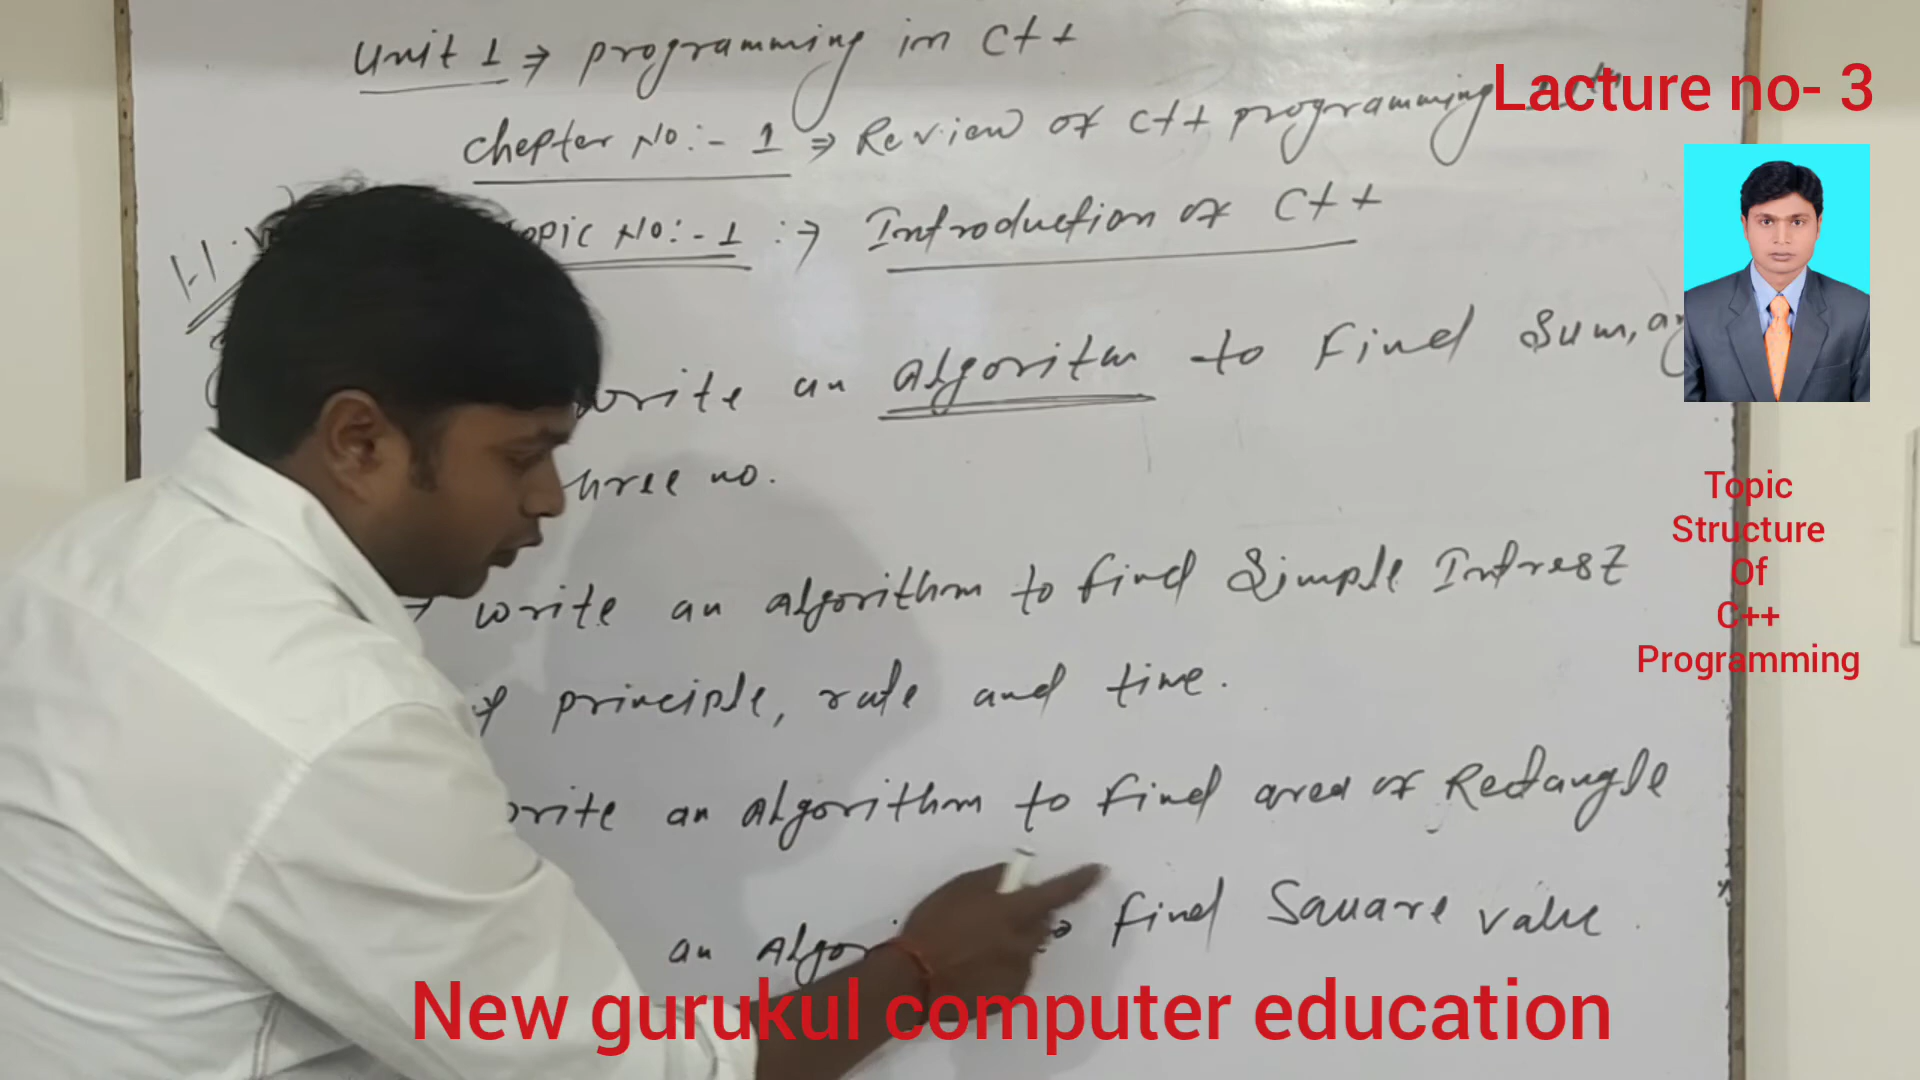 Unit 1 ⇒ programming in C++
Chepter No:- 1 ⇒ Review of C++ programming
Lacture no- 3
1.1
opic No:-1 :→ Introduction of C++
write an algoritm to find Sum,
hree no.
Topic
Structure
Of
C++
Programming
→ write an algorithm to find Simple Intrest
if principle, rate and time.
rite an Algorithm to find area of Rectangle
an Algori find Square value.
New gurukul computer education